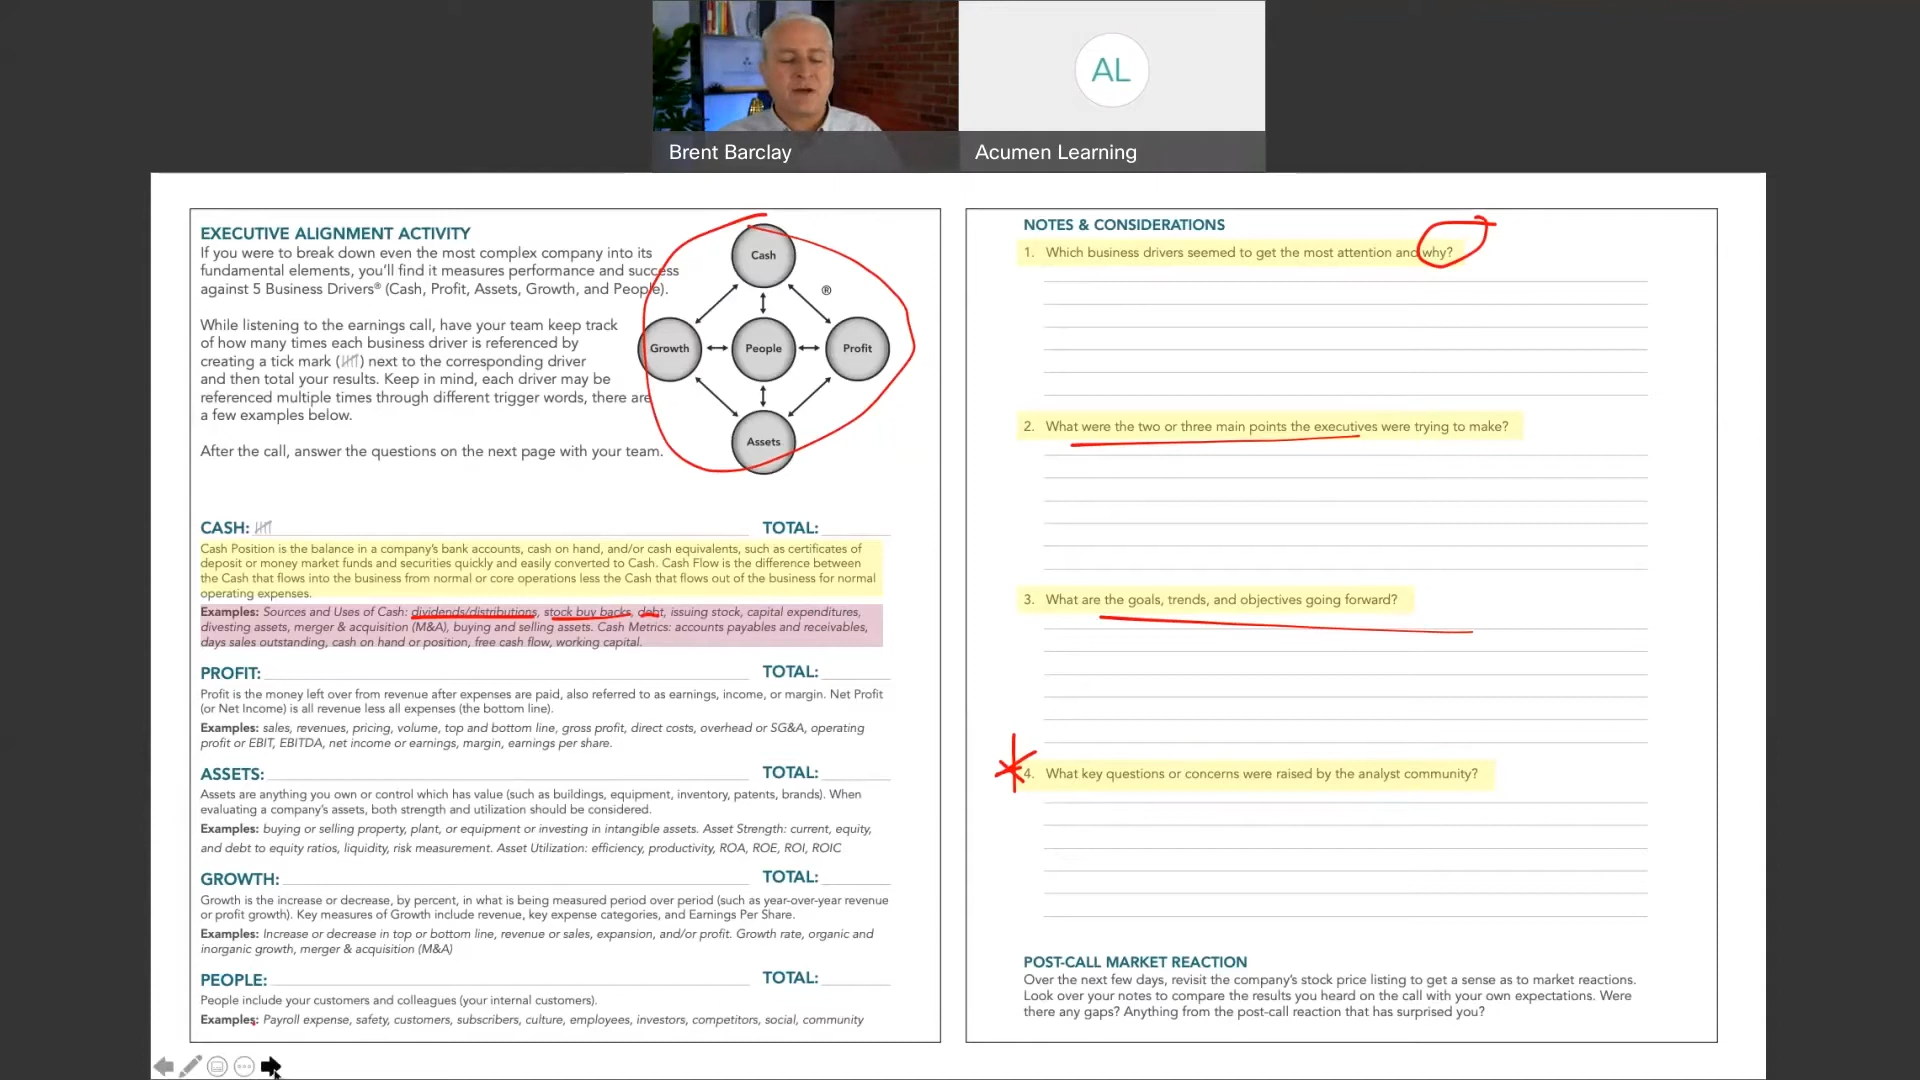 AL
Brent Barclay
Acumen Learning
EXECUTIVE ALIGNMENT ACTIVITY
If you were to break down even the most complex company into its
fundamental elements, you'll find it measures performance and success
against 5 Business Drivers® (Cash, Profit, Assets, Growth, and People).
While listening to the earnings call, have your team keep track
of how many times each business driver is referenced by
creating a tick mark ( ) next to the corresponding driver
and then total your results. Keep in mind, each driver may be
referenced multiple times through different trigger words, there are
a few examples below.
After the call, answer the questions on the next page with your team.
Cash
®
Growth
People
Profit
Assets
CASH: TOTAL:
Cash Position is the balance in a company's bank accounts, cash on hand, and/or cash equivalents, such as certificates of
deposit or money market funds and securities quickly and easily converted to Cash. Cash Flow is the difference between
the Cash that flows into the business from normal or core operations less the Cash that flows out of the business for normal
operating expenses.
Examples: Sources and Uses of Cash: dividends/distributions, stock buy backs, debt, issuing stock, capital expenditures,
divesting assets, merger & acquisition (M&A), buying and selling assets. Cash Metrics: accounts payables and receivables,
days sales outstanding, cash on hand or position, free cash flow, working capital.
PROFIT: TOTAL:
Profit is the money left over from revenue after expenses are paid, also referred to as earnings, income, or margin. Net Profit
(or Net Income) is all revenue less all expenses (the bottom line).
Examples: sales, revenues, pricing, volume, top and bottom line, gross profit, direct costs, overhead or SG&A, operating
profit or EBIT, EBITDA, net income or earnings, margin, earnings per share.
ASSETS: TOTAL:
Assets are anything you own or control which has value (such as buildings, equipment, inventory, patents, brands). When
evaluating a company's assets, both strength and utilization should be considered.
Examples: buying or selling property, plant, or equipment or investing in intangible assets. Asset Strength: current, equity,
and debt to equity ratios, liquidity, risk measurement. Asset Utilization: efficiency, productivity, ROA, ROE, ROI, ROIC
GROWTH: TOTAL:
Growth is the increase or decrease, by percent, in what is being measured period over period (such as year-over-year revenue
or profit growth). Key measures of Growth include revenue, key expense categories, and Earnings Per Share.
Examples: Increase or decrease in top or bottom line, revenue or sales, expansion, and/or profit. Growth rate, organic and
inorganic growth, merger & acquisition (M&A)
PEOPLE: TOTAL:
People include your customers and colleagues (your internal customers).
Examples: Payroll expense, safety, customers, subscribers, culture, employees, investors, competitors, social, community
NOTES & CONSIDERATIONS
1. Which business drivers seemed to get the most attention and why?
2. What were the two or three main points the executives were trying to make?
3. What are the goals, trends, and objectives going forward?
4. What key questions or concerns were raised by the analyst community?
POST-CALL MARKET REACTION
Over the next few days, revisit the company's stock price listing to get a sense as to market reactions.
Look over your notes to compare the results you heard on the call with your own expectations. Were
there any gaps? Anything from the post-call reaction that has surprised you?